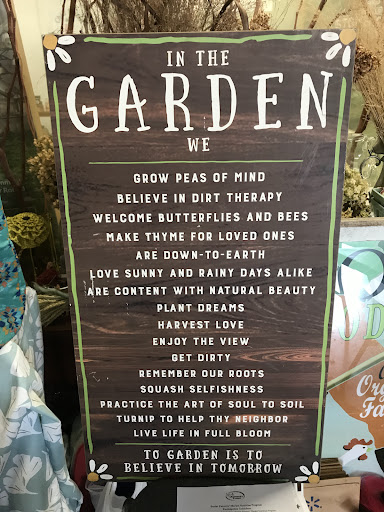 IN THE
GARDEN
WE
GROW PEAS OF MIND
BELIEVE IN DIRT THERAPY
WELCOME BUTTERFLIES AND BEES
MAKE THYME FOR LOVED ONES
ARE DOWN-TO-EARTH
LOVE SUNNY AND RAINY DAYS ALIKE
ARE CONTENT WITH NATURAL BEAUTY
PLANT DREAMS
HARVEST LOVE
ENJOY THE VIEW
GET DIRTY
REMEMBER OUR ROOTS
SQUASH SELFISHNESS
PRACTICE THE ART OF SOUL TO SOIL
TURNIP TO HELP THY NEIGHBOR
LIVE LIFE IN FULL BLOOM
TO GARDEN IS TO
BELIEVE IN TOMORROW